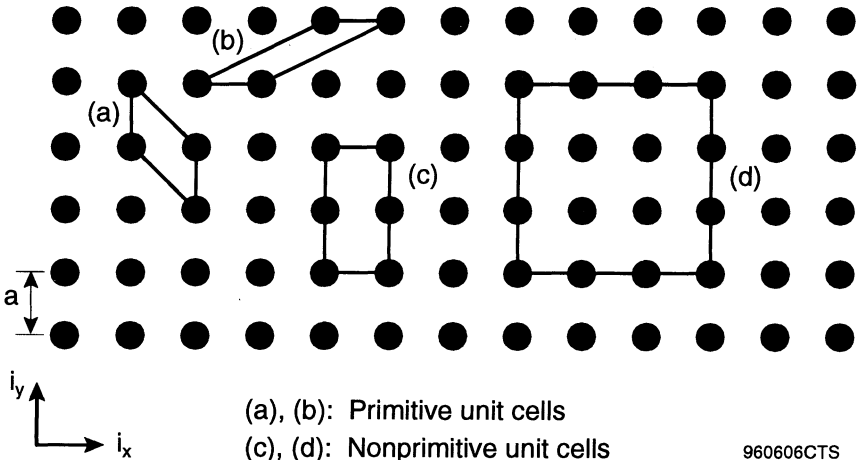 (b)
(a)
(c)
(d)
a
i_y
i_x
(a), (b): Primitive unit cells
(c), (d): Nonprimitive unit cells
960606CTS